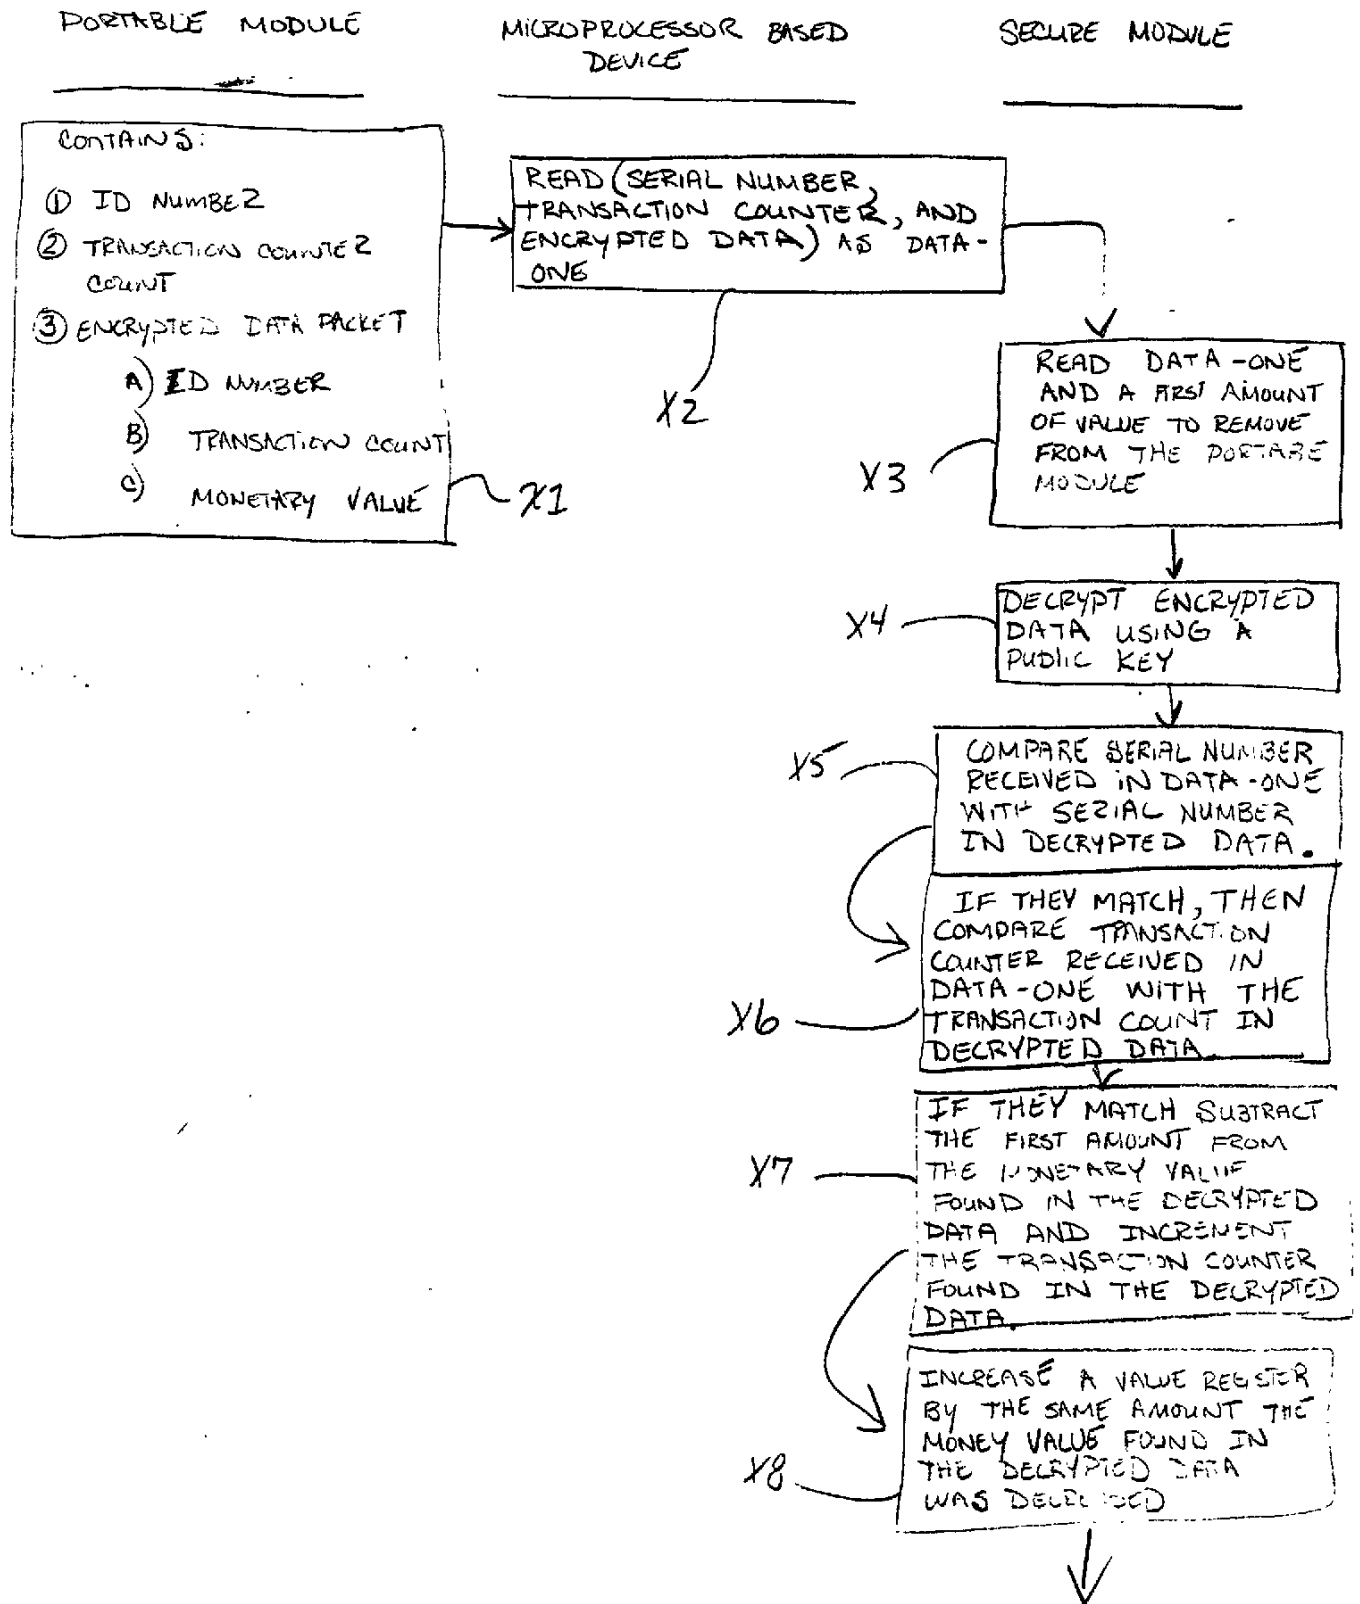 PORTABLE MODULE
MICROPROCESSOR BASED
DEVICE
SECURE MODULE
CONTAINS:
① ID NUMBER
② TRANSACTION COUNTER
COUNT
③ ENCRYPTED DATA PACKET
A) ID NUMBER
B) TRANSACTION COUNT
C) MONETARY VALUE
X1
READ (SERIAL NUMBER,
TRANSACTION COUNTER, AND
ENCRYPTED DATA) AS DATA-
ONE
X2
READ DATA-ONE
AND A FIRST AMOUNT
OF VALUE TO REMOVE
FROM THE PORTABE
MODULE
X3
DECRYPT ENCRYPTED
DATA USING A
PUBLIC KEY
X4
COMPARE SERIAL NUMBER
RECEIVED IN DATA-ONE
WITH SERIAL NUMBER
IN DECRYPTED DATA.
X5
IF THEY MATCH, THEN
COMPARE TRANSACTION
COUNTER RECEIVED IN
DATA-ONE WITH THE
TRANSACTION COUNT IN
DECRYPTED DATA.
X6
IF THEY MATCH SUBTRACT
THE FIRST AMOUNT FROM
THE MONETARY VALUE
FOUND IN THE DECRYPTED
DATA AND INCREMENT
THE TRANSACTION COUNTER
FOUND IN THE DECRYPTED
DATA.
X7
INCREASE A VALUE REGISTER
BY THE SAME AMOUNT THE
MONEY VALUE FOUND IN
THE DECRYPTED DATA
WAS
X8